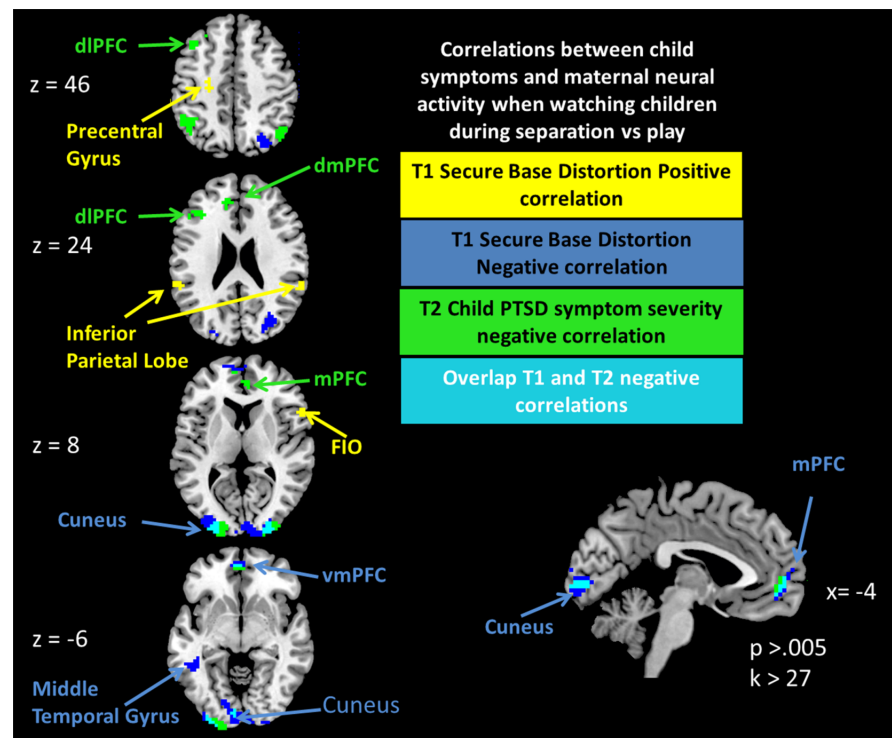 dlPFC
z = 46
Precentral
Gyrus
dmPFC
dlPFC
z = 24
Inferior
Parietal Lobe
mPFC
z = 8
FIO
Cuneus
vmPFC
z = -6
Middle
Temporal Gyrus
Cuneus
Correlations between child
symptoms and maternal neural
activity when watching children
during separation vs play
T1 Secure Base Distortion Positive
correlation
T1 Secure Base Distortion
Negative correlation
T2 Child PTSD symptom severity
negative correlation
Overlap T1 and T2 negative
correlations
mPFC
Cuneus
x= -4
p >.005
k > 27